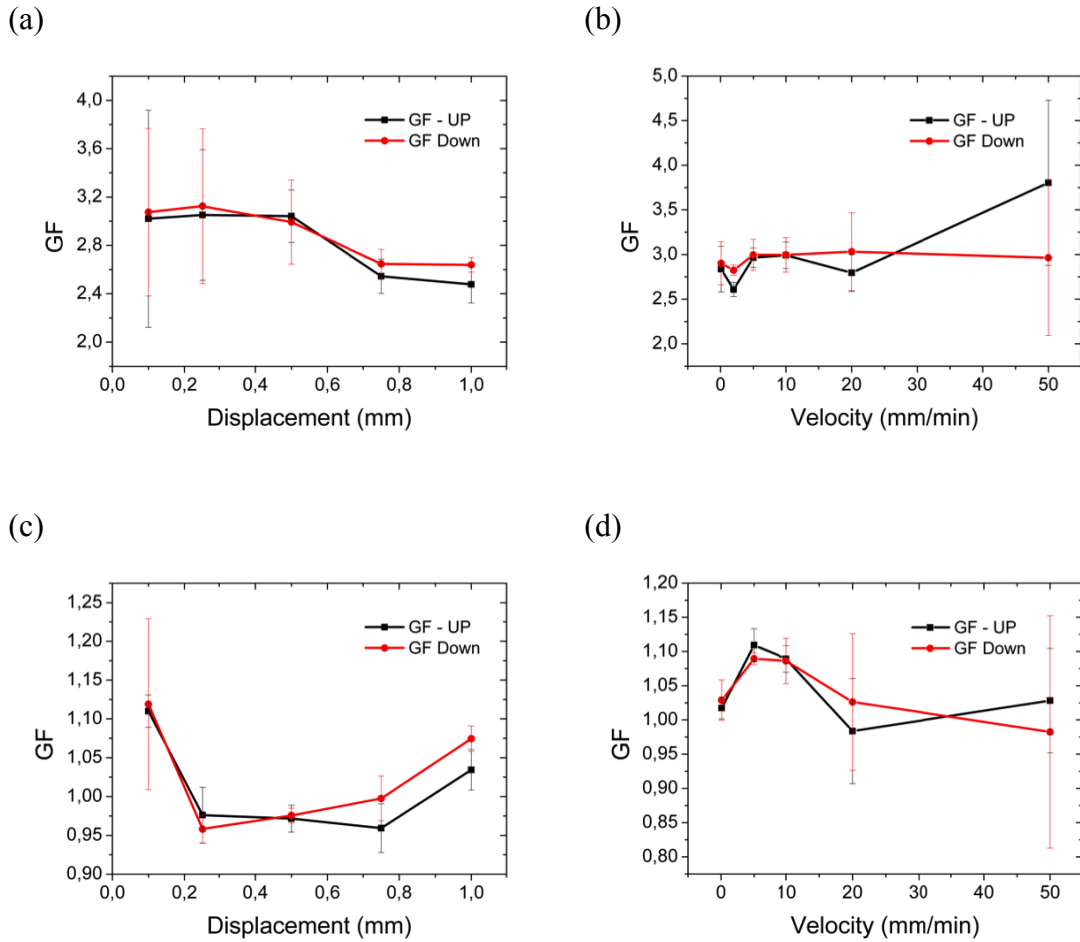 (a)
4,0
3,6
3,2
2,8
2,4
2,0
GF
GF - UP
GF Down
0,0 0,2 0,4 0,6 0,8 1,0
Displacement (mm)
(b)
5,0
4,5
4,0
3,5
3,0
2,5
2,0
GF
GF - UP
GF Down
0 10 20 30 40 50
Velocity (mm/min)
(c)
1,25
1,20
1,15
1,10
1,05
1,00
0,95
0,90
GF
GF - UP
GF Down
0,0 0,2 0,4 0,6 0,8 1,0
Displacement (mm)
(d)
1,20
1,15
1,10
1,05
1,00
0,95
0,90
0,85
0,80
GF
GF - UP
GF Down
0 10 20 30 40 50
Velocity (mm/min)